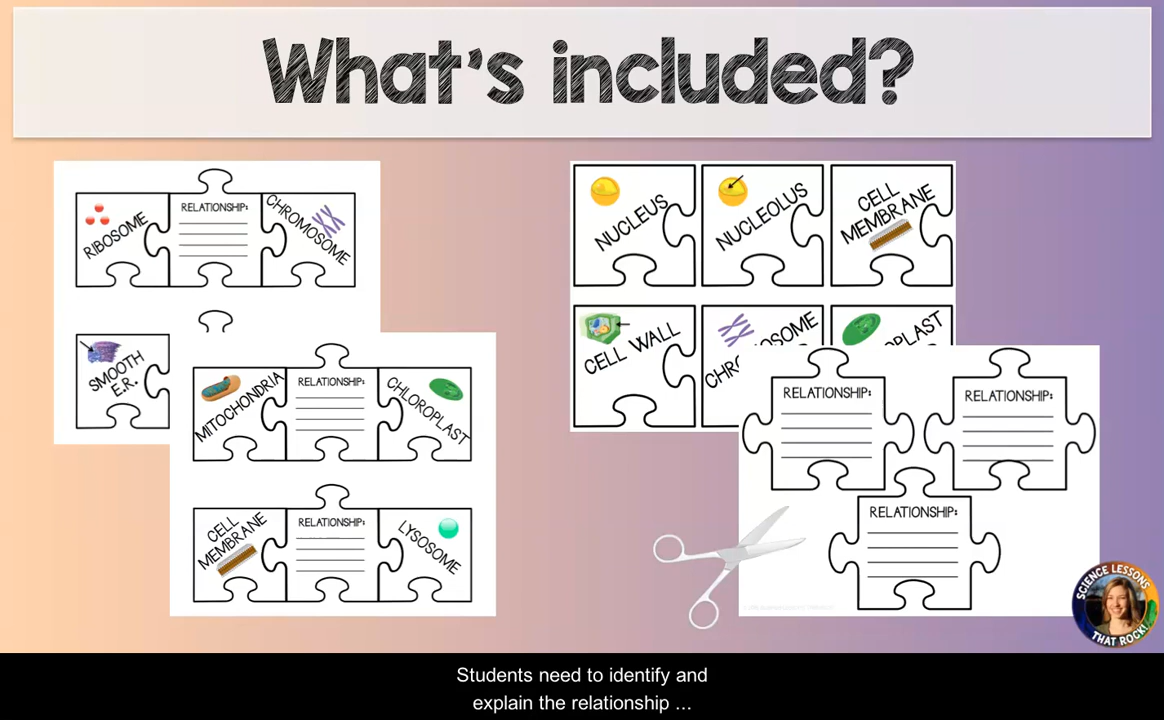 What's included?
RIBOSOME
RELATIONSHIP:
CHROMOSOME
SMOOTH
E.R.
MITOCHONDRIA
RELATIONSHIP:
CHLOROPLAST
CELL
MEMBRANE
RELATIONSHIP:
LYSOSOME
NUCLEUS
NUCLEOLUS
CELL
MEMBRANE
CELL WALL
RELATIONSHIP:
RELATIONSHIP:
RELATIONSHIP:
SCIENCE LESSONS
THAT ROCK!
Students need to identify and
explain the relationship ...